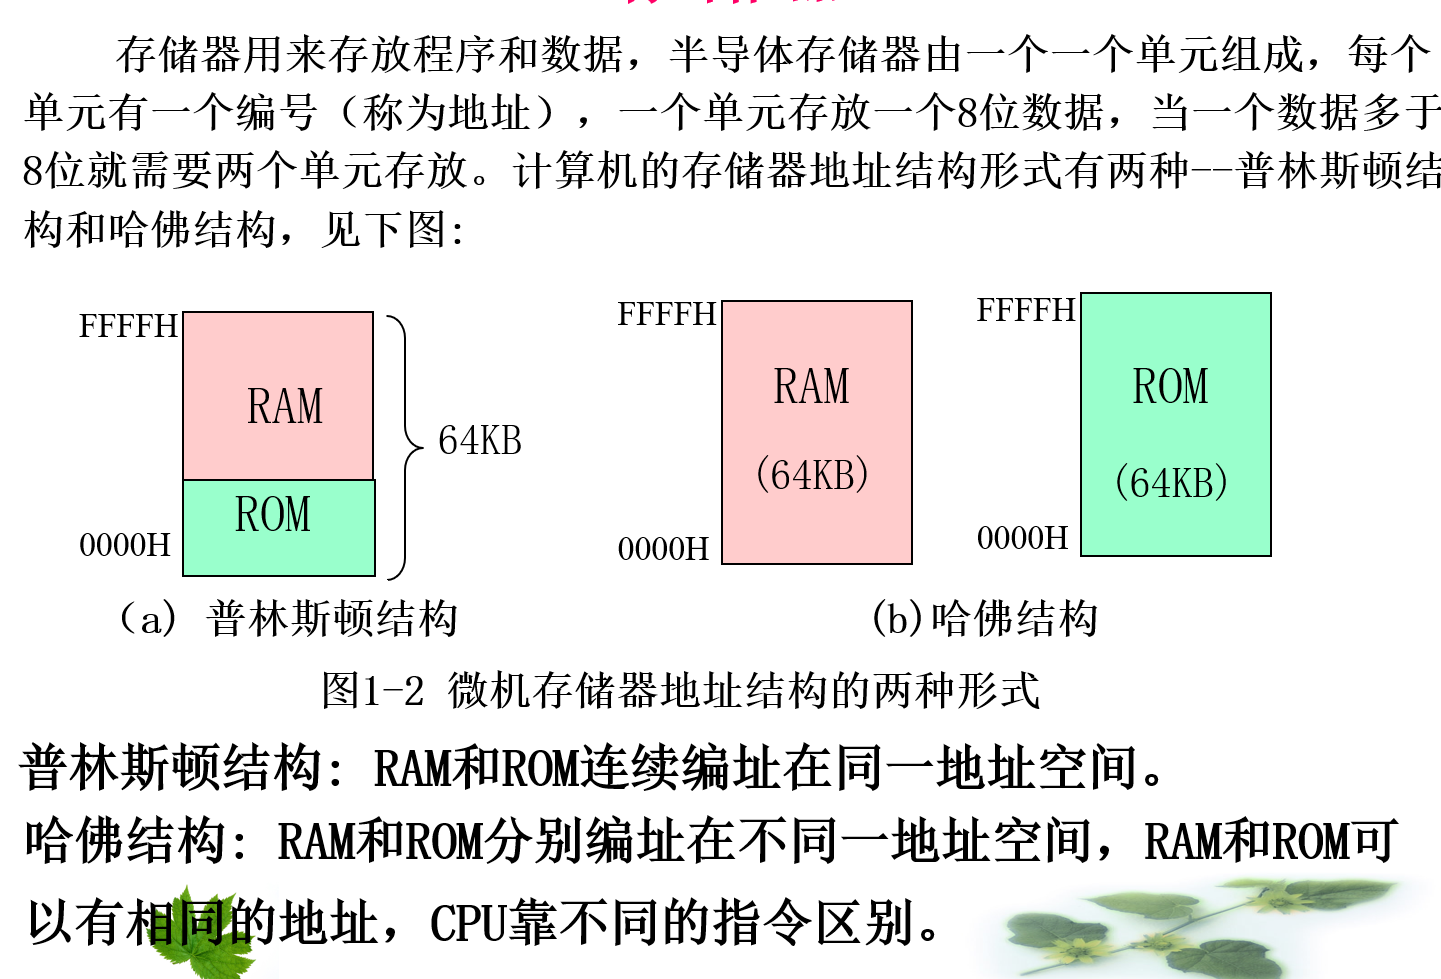 存储器用来存放程序和数据，半导体存储器由一个一个单元组成，每个
单元有一个编号（称为地址），一个单元存放一个8位数据，当一个数据多于
8位就需要两个单元存放。计算机的存储器地址结构形式有两种--普林斯顿结
构和哈佛结构，见下图:
FFFFH
RAM
64KB
ROM
0000H
FFFFH
RAM
(64KB)
0000H
FFFFH
ROM
(64KB)
0000H
（a) 普林斯顿结构
(b)哈佛结构
图1-2 微机存储器地址结构的两种形式
普林斯顿结构: RAM和ROM连续编址在同一地址空间。
哈佛结构: RAM和ROM分别编址在不同一地址空间，RAM和ROM可
以有相同的地址，CPU靠不同的指令区别。